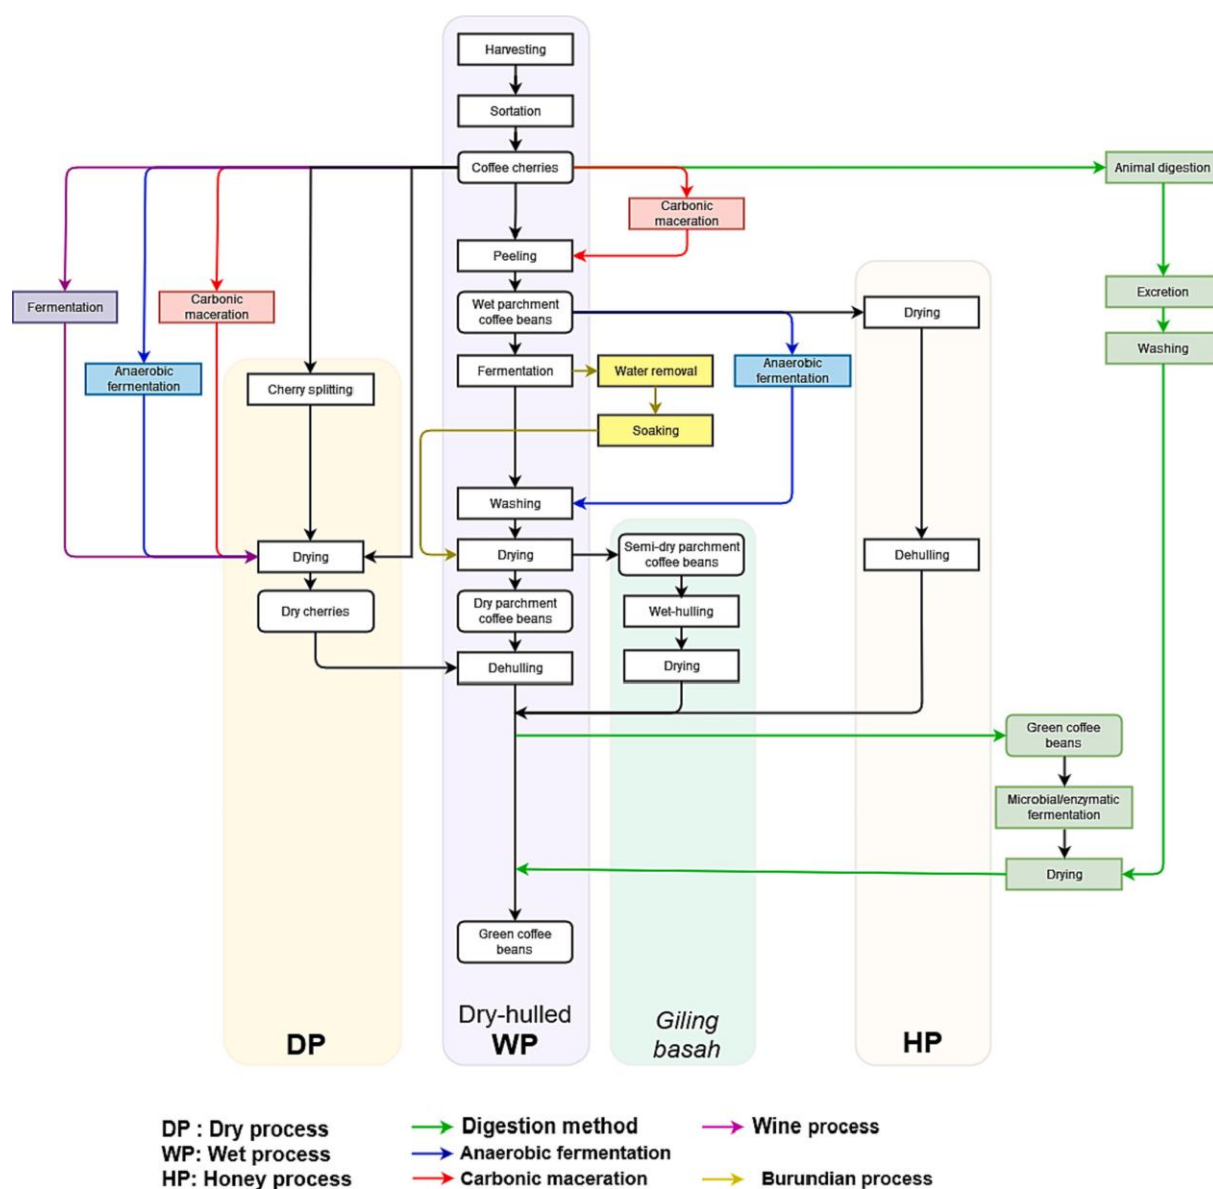 Harvesting
Sortation
Coffee cherries
Animal digestion
Carbonic
maceration
Peeling
Fermentation
Carbonic
maceration
Wet parchment
coffee beans
Drying
Excretion
Washing
Anaerobic
fermentation
Cherry splitting
Fermentation
Water removal
Anaerobic
fermentation
Soaking
Washing
Drying
Drying
Semi-dry parchment
coffee beans
Dehulling
Dry cherries
Dry parchment
coffee beans
Wet-hulling
Dehulling
Drying
Green coffee
beans
Microbial/enzymatic
fermentation
Drying
Green coffee
beans
DP
Dry-hulled
WP
Giling
basah
HP
DP : Dry process
WP: Wet process
HP: Honey process
Digestion method
Anaerobic fermentation
Carbonic maceration
Wine process
Burundian process